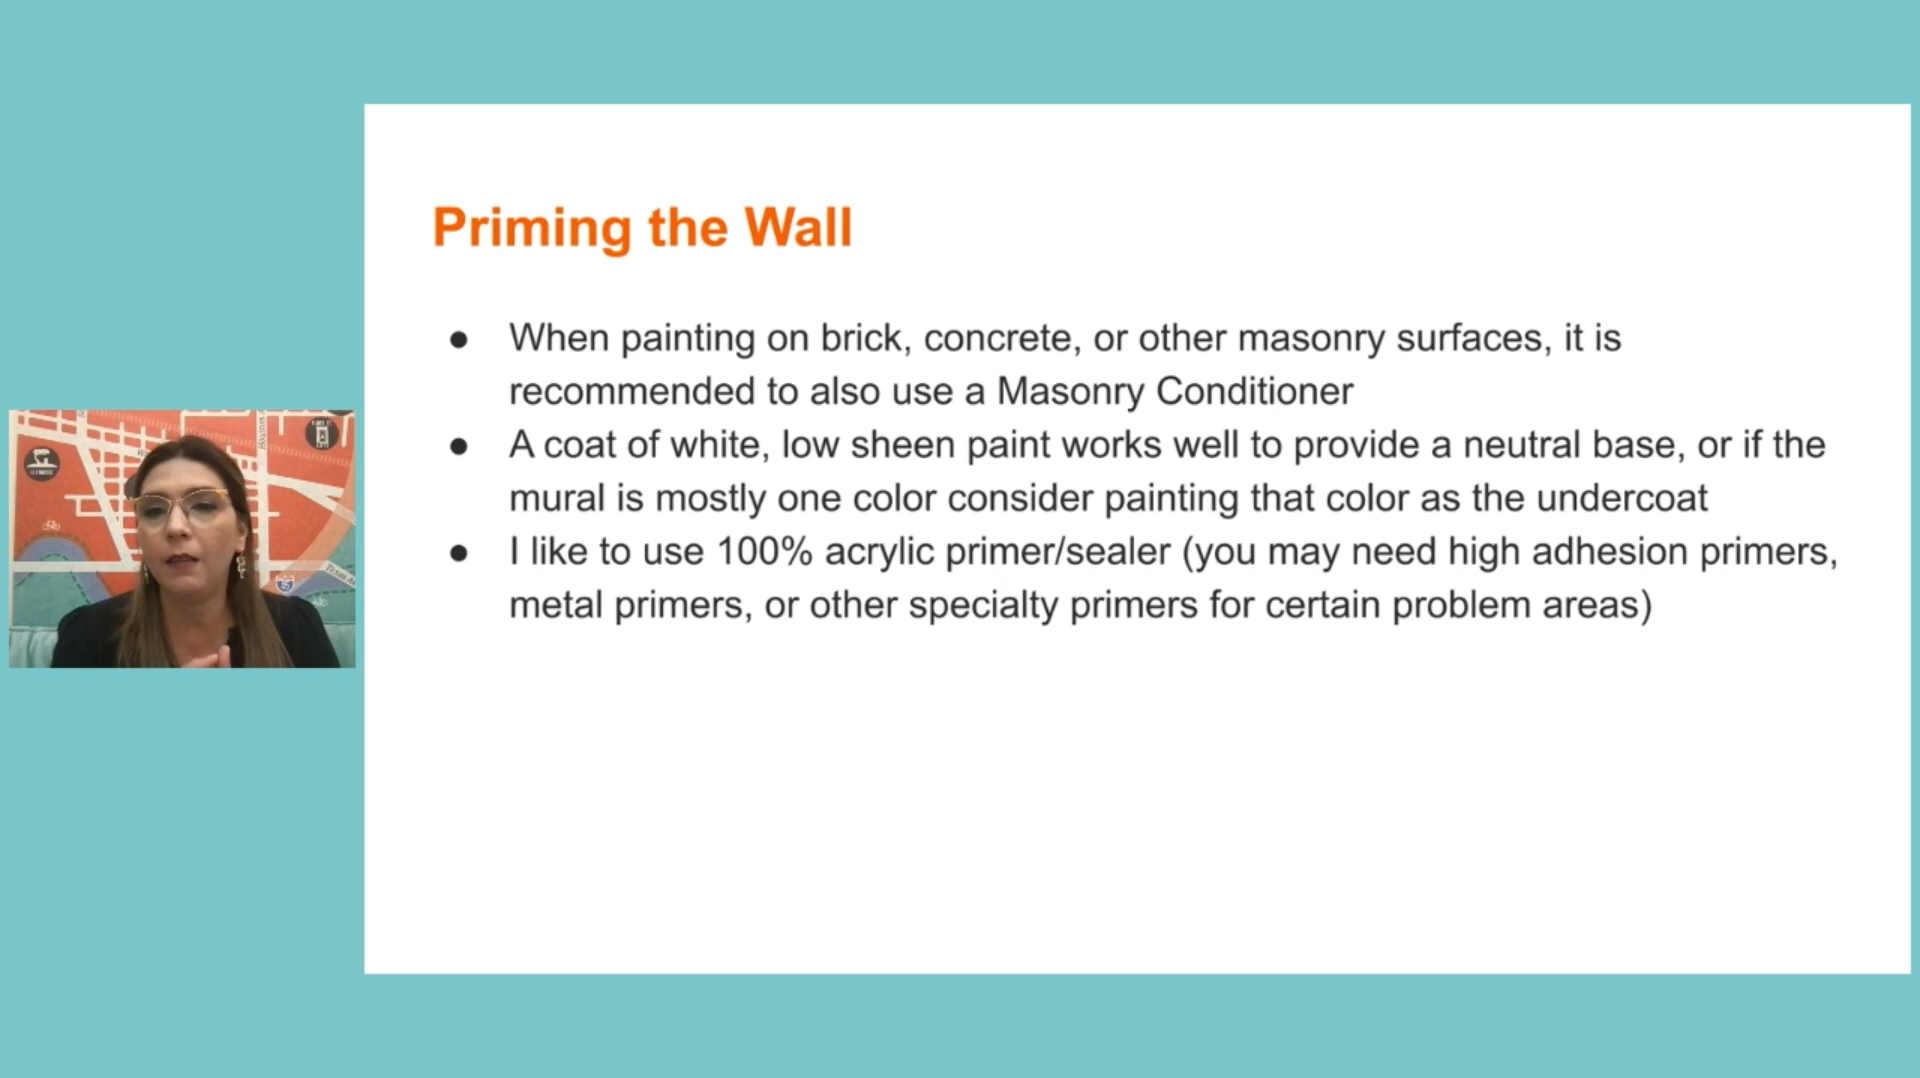 Priming the Wall
● When painting on brick, concrete, or other masonry surfaces, it is
recommended to also use a Masonry Conditioner
● A coat of white, low sheen paint works well to provide a neutral base, or if the
mural is mostly one color consider painting that color as the undercoat
● I like to use 100% acrylic primer/sealer (you may need high adhesion primers,
metal primers, or other specialty primers for certain problem areas)